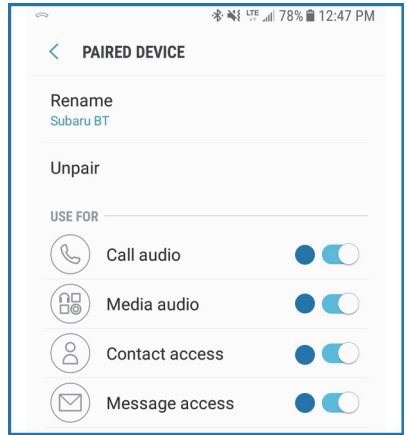 LTE 78% 12:47 PM
PAIRED DEVICE
Rename
Subaru BT
Unpair
USE FOR
Call audio
Media audio
Contact access
Message access